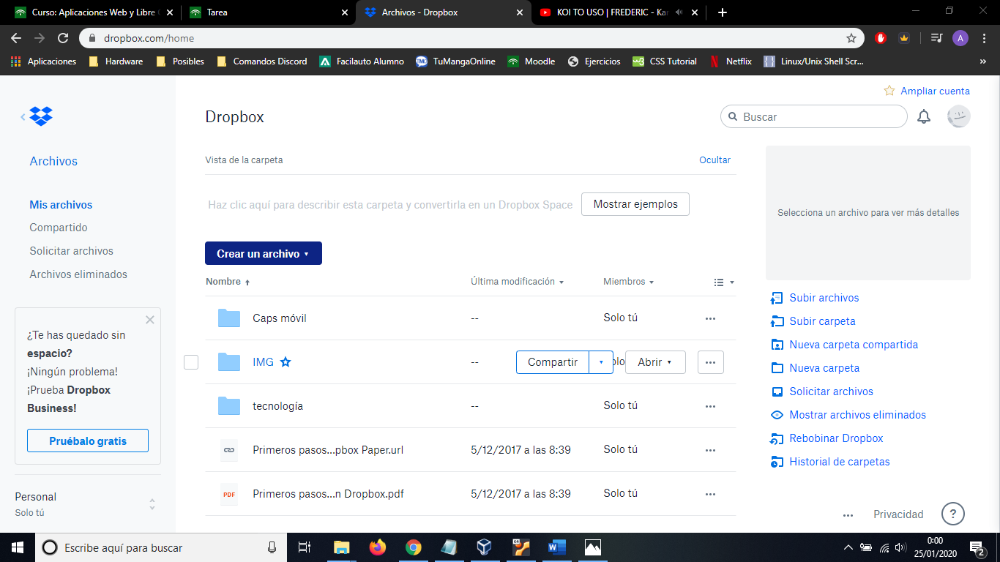 Curso: Aplicaciones Web y Libre
Tarea
Archivos - Dropbox
KOI TO USO | FREDERIC - Kar
dropbox.com/home
A
Aplicaciones
Hardware
Posibles
Comandos Discord
Facilauto Alumno
TuMangaOnline
Moodle
Ejercicios
CSS Tutorial
Netflix
Linux/Unix Shell Scr...
Ampliar cuenta
Dropbox
Buscar
Archivos
Vista de la carpeta
Ocultar
Mis archivos
Compartido
Solicitar archivos
Archivos eliminados
Haz clic aquí para describir esta carpeta y convertirla en un Dropbox Space
Mostrar ejemplos
Selecciona un archivo para ver más detalles
Crear un archivo
Nombre
Última modificación
Miembros
Caps móvil
--
Solo tú
IMG
--
Compartir
olo
Abrir
tecnología
--
Solo tú
Primeros pasos...pbox Paper.url
5/12/2017 a las 8:39
Solo tú
PDF
Primeros pasos...n Dropbox.pdf
5/12/2017 a las 8:39
Solo tú
¿Te has quedado sin
espacio?
¡Ningún problema!
¡Prueba Dropbox
Business!
Pruébalo gratis
Personal
Solo tú
Subir archivos
Subir carpeta
Nueva carpeta compartida
Nueva carpeta
Solicitar archivos
Mostrar archivos eliminados
Rebobinar Dropbox
Historial de carpetas
Privacidad
?
Escribe aquí para buscar
0:00
25/01/2020
2